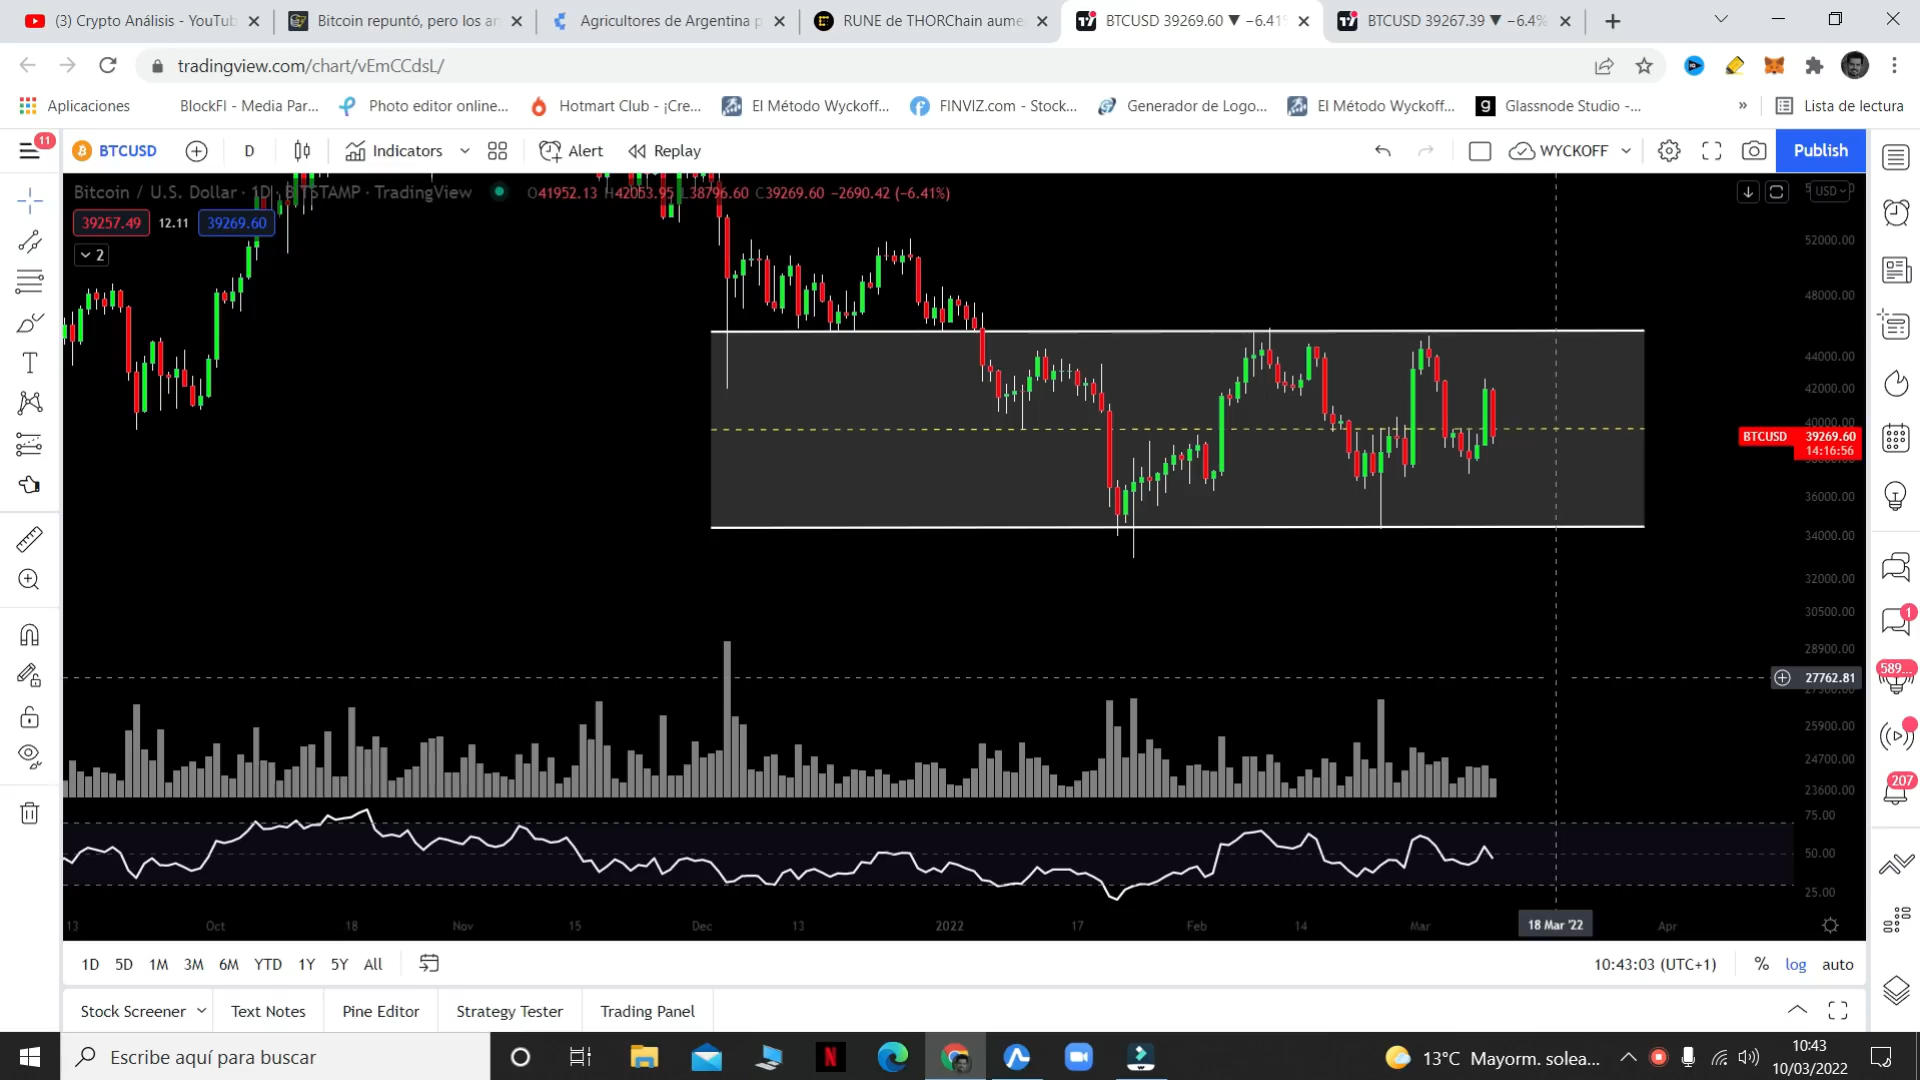 (3) Crypto Análisis - YouTub
Bitcoin repuntó, pero los an
Agricultores de Argentina p
RUNE de THORChain aume
BTCUSD 39269.60 ▼ −6.41
BTCUSD 39267.39 ▼ −6.4%
tradingview.com/chart/vEmCCdsL/
Aplicaciones
BlockFI - Media Par...
Photo editor online...
Hotmart Club - ¡Cre...
El Método Wyckoff...
FINVIZ.com - Stock...
Generador de Logo...
El Método Wyckoff...
Glassnode Studio -...
»
Lista de lectura
11
BTCUSD
D
Indicators
Alert
Replay
WYCKOFF
Publish
Bitcoin / U.S. Dollar · 1D · BITSTAMP · TradingView
O41952.13 H42053.95 L38796.60 C39269.60 −2690.42 (−6.41%)
USD
39257.49
12.11
39269.60
2
52000.00
48000.00
44000.00
42000.00
40000.00
BTCUSD
39269.60
14:16:56
36000.00
34000.00
32000.00
30500.00
28900.00
27762.81
25900.00
24700.00
23600.00
75.00
50.00
25.00
1
589...
207
13
Oct
18
Nov
15
Dec
13
2022
17
Feb
14
Mar
18 Mar '22
Apr
1D
5D
1M
3M
6M
YTD
1Y
5Y
All
10:43:03 (UTC+1)
%
log
auto
Stock Screener
Text Notes
Pine Editor
Strategy Tester
Trading Panel
Escribe aquí para buscar
13°C Mayorm. solea...
10:43
10/03/2022